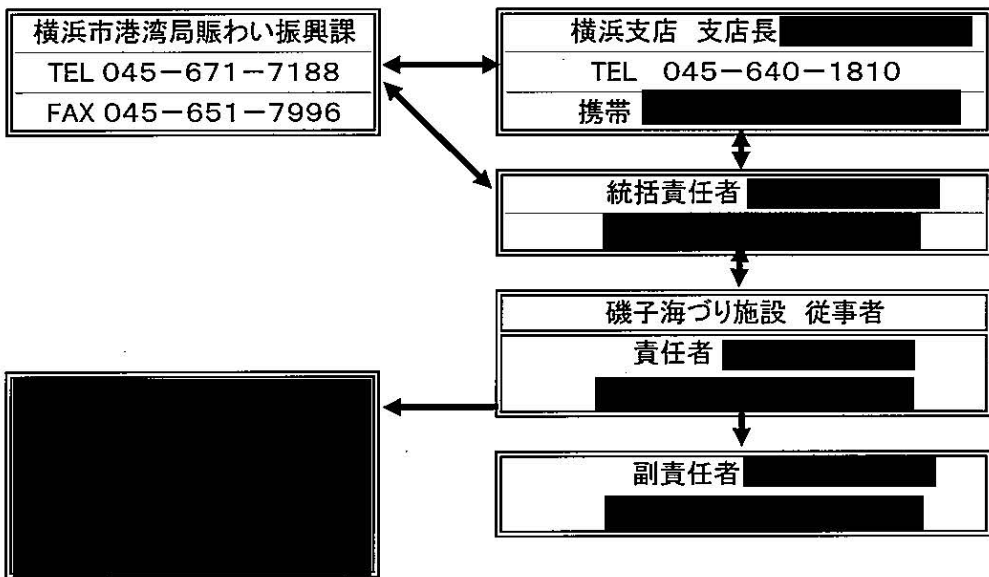 横浜市港湾局賑わい振興課
TEL 045-671-7188
FAX 045-651-7996
横浜支店 支店長
TEL 045-640-1810
携帯
統括責任者
磯子海づり施設 従事者
責任者
副責任者